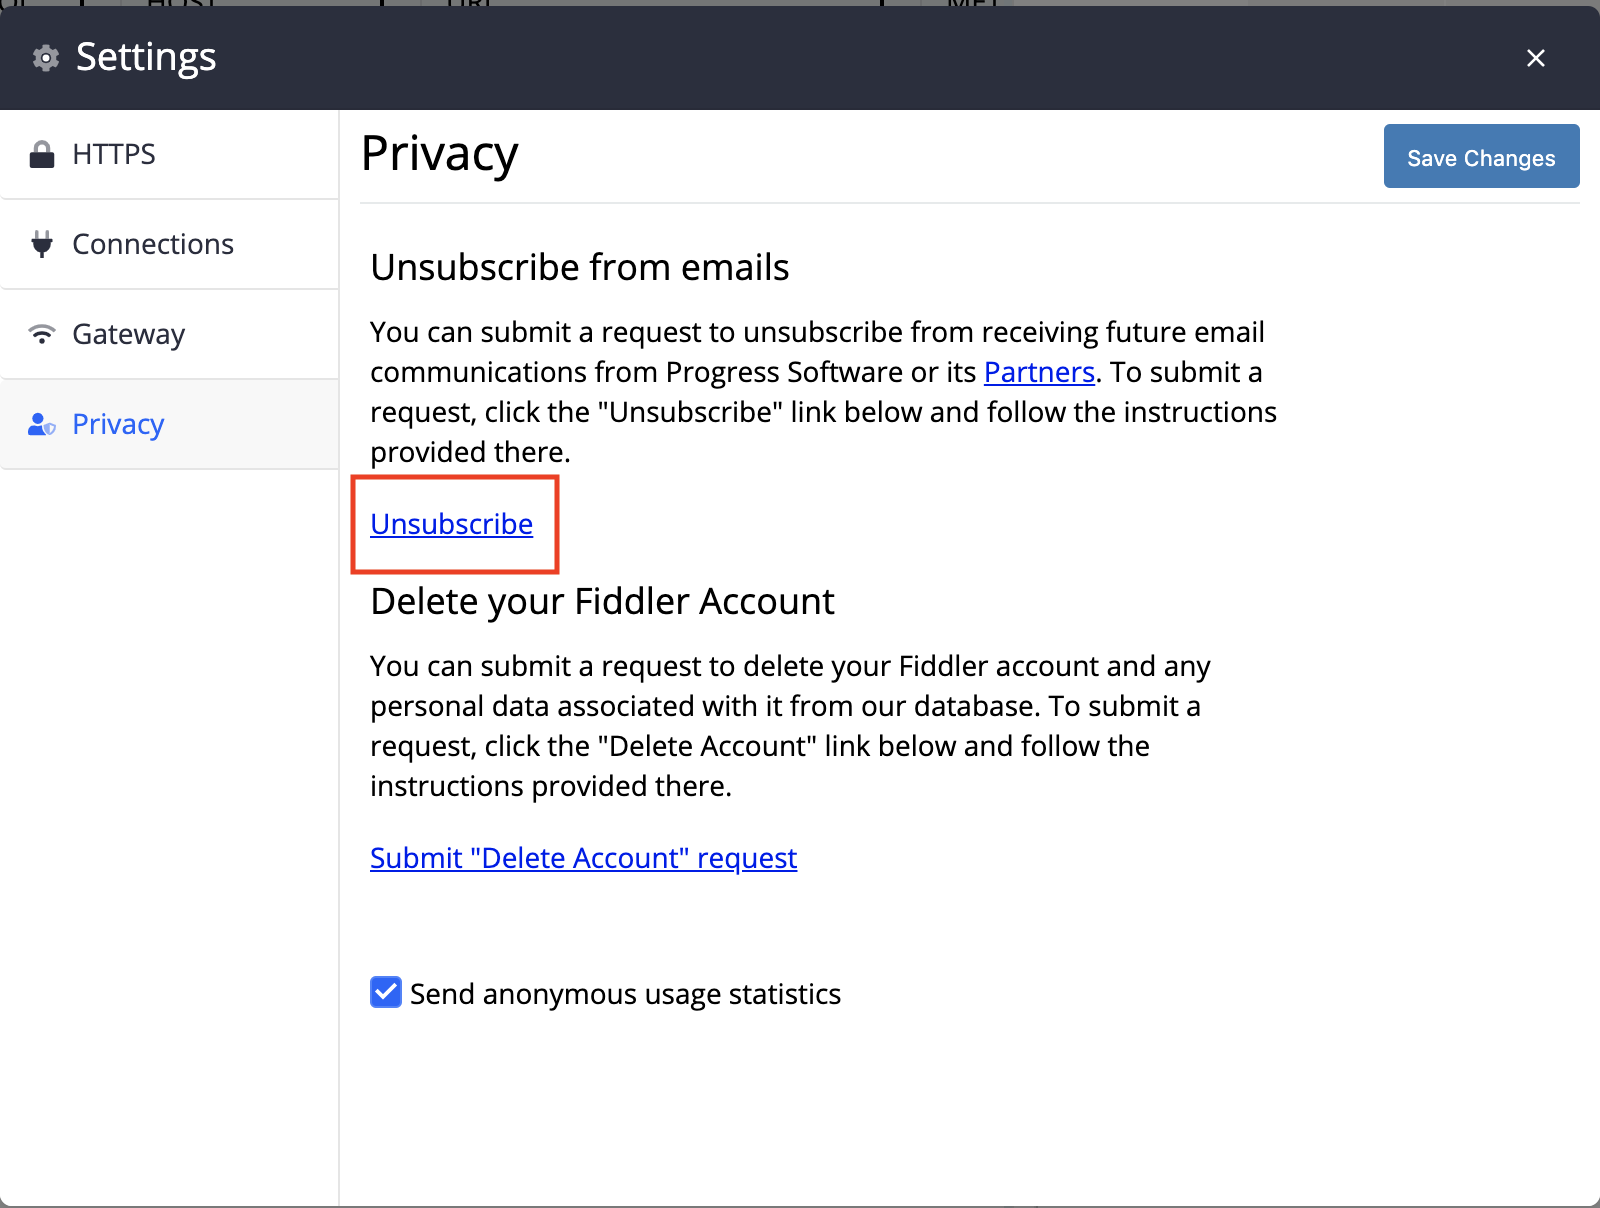 Settings
HTTPS
Connections
Gateway
Privacy
Privacy
Save Changes
Unsubscribe from emails
You can submit a request to unsubscribe from receiving future email
communications from Progress Software or its Partners. To submit a
request, click the "Unsubscribe" link below and follow the instructions
provided there.
Unsubscribe
Delete your Fiddler Account
You can submit a request to delete your Fiddler account and any
personal data associated with it from our database. To submit a
request, click the "Delete Account" link below and follow the
instructions provided there.
Submit "Delete Account" request
Send anonymous usage statistics